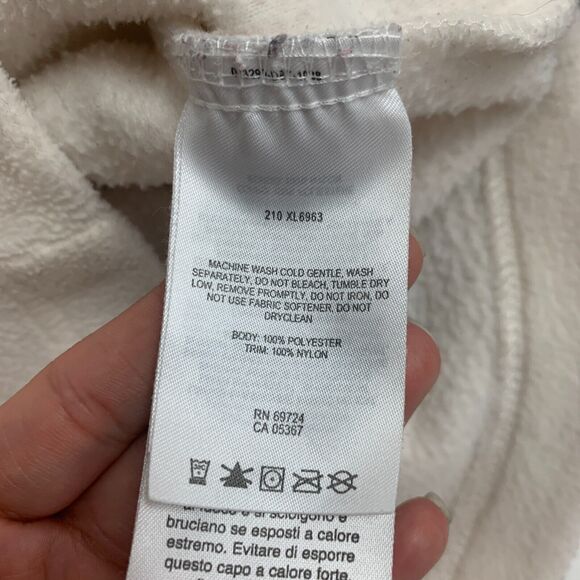 210 XL6963
MACHINE WASH COLD GENTLE, WASH
SEPARATELY, DO NOT BLEACH, TUMBLE DRY
LOW, REMOVE PROMPTLY, DO NOT IRON, DO
NOT USE FABRIC SOFTENER, DO NOT
DRYCLEAN
BODY: 100% POLYESTER
TRIM: 100% NYLON
RN 69724
CA 05367
bruciano se esposti a calore
estremo. Evitare di esporre
questo capo a calore forte,